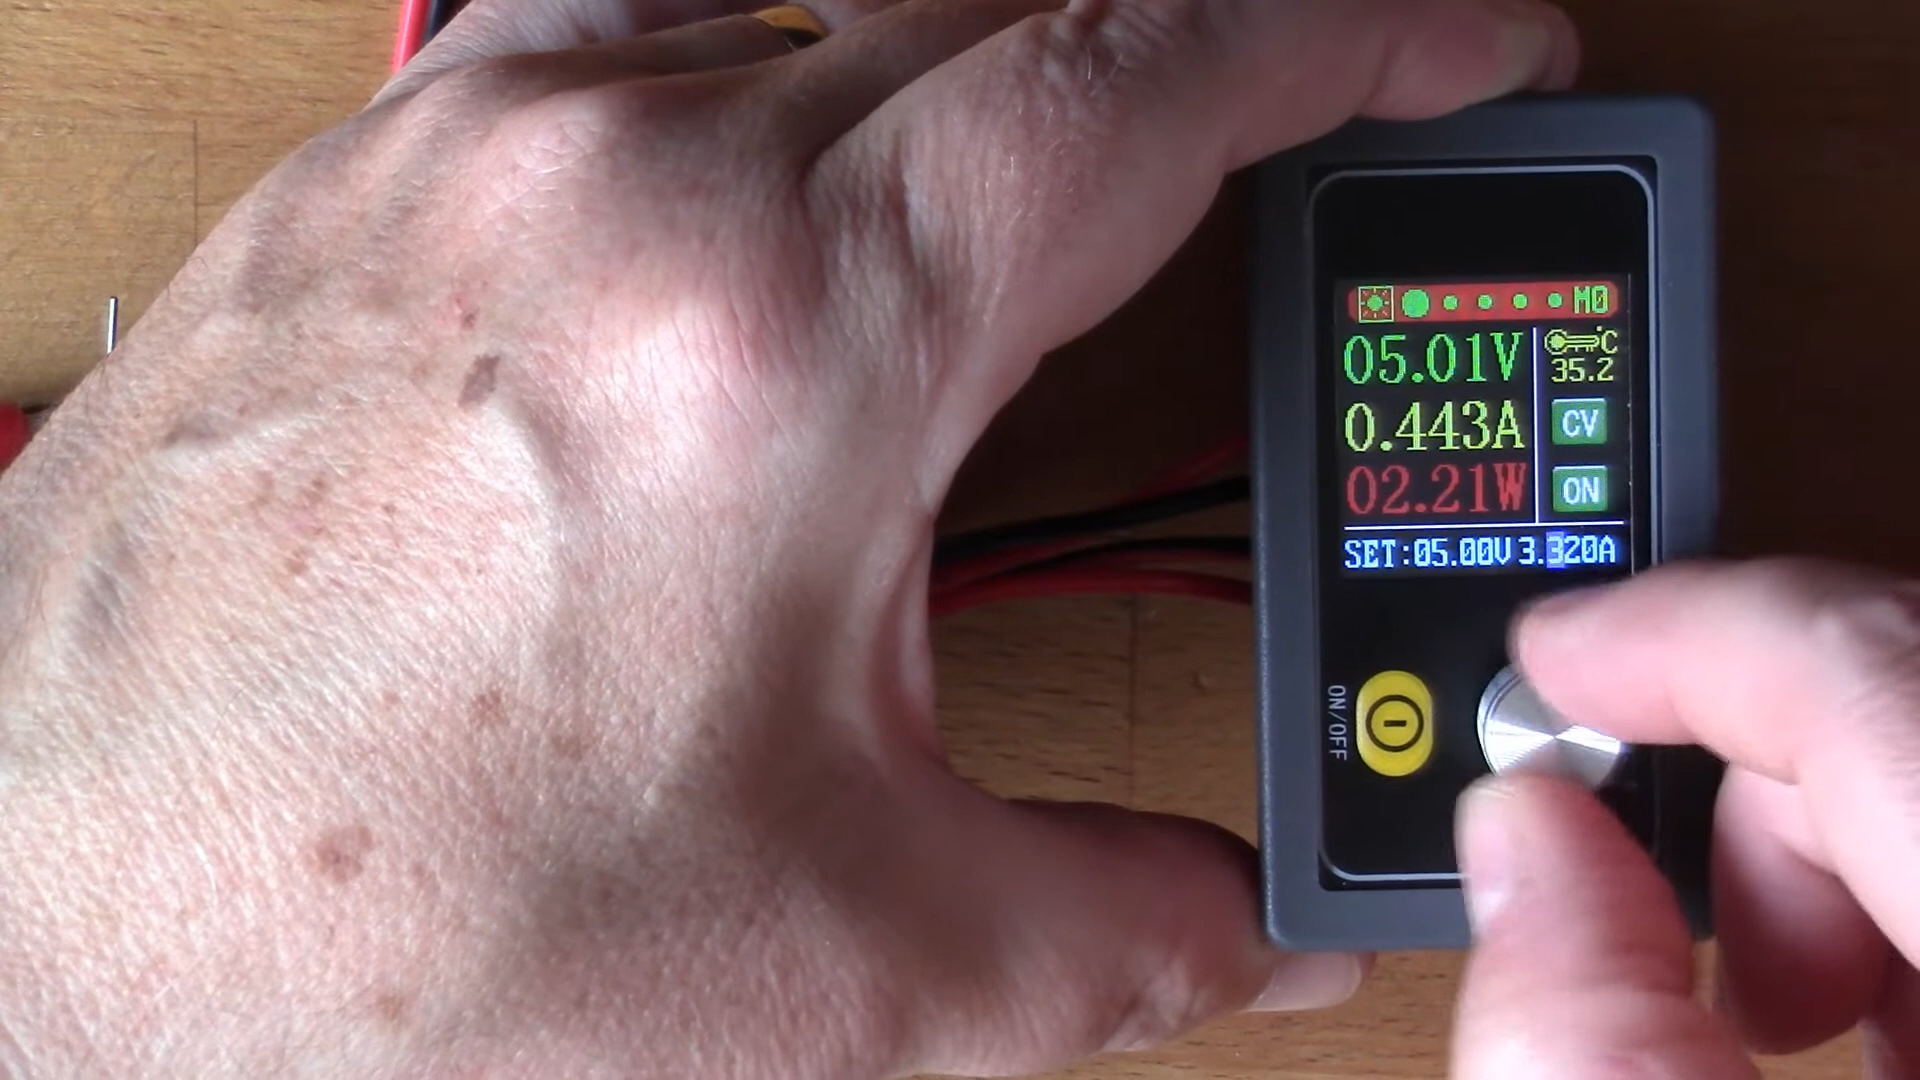 M0
05.01V
°C
35.2
0.443A
CV
02.21W
ON
SET:05.00V 3.320A
ON/OFF